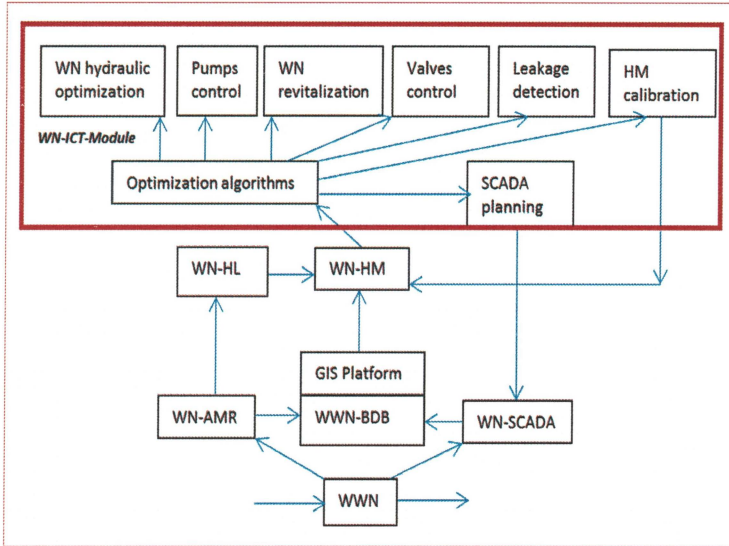 WN hydraulic
optimization
Pumps
control
WN
revitalization
Valves
control
Leakage
detection
HM
calibration
WN-ICT-Module
Optimization algorithms
SCADA
planning
WN-HL
WN-HM
GIS Platform
WN-AMR
WWN-BDB
WN-SCADA
WWN